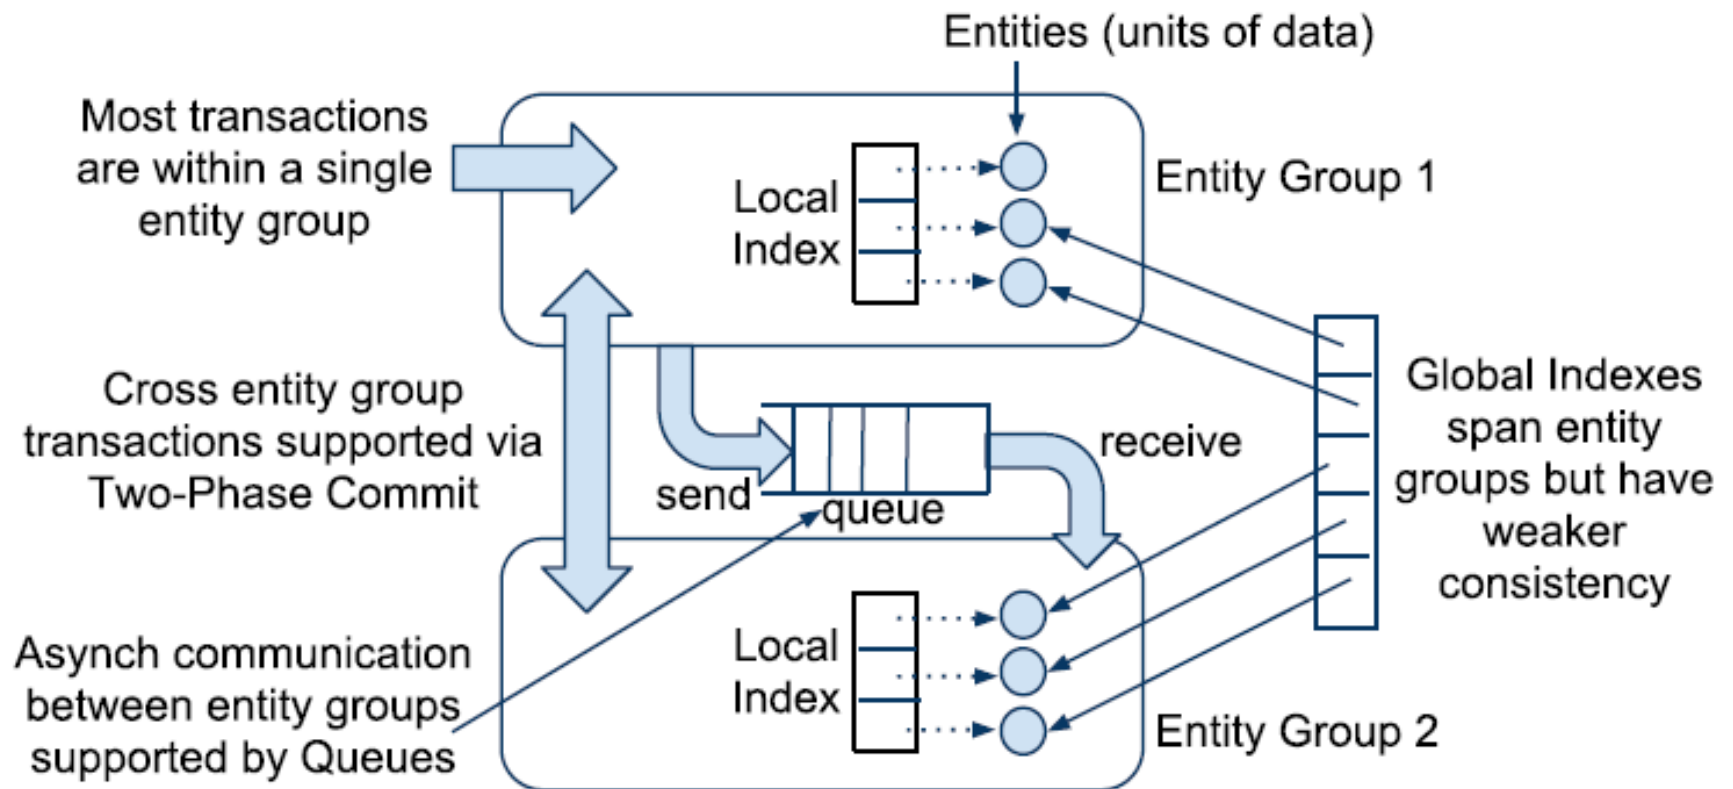 Entities (units of data)
Most transactions
are within a single
entity group
Local
Index
Entity Group 1
Cross entity group
transactions supported via
Two-Phase Commit
send
queue
receive
Global Indexes
span entity
groups but have
weaker
consistency
Asynch communication
between entity groups
supported by Queues
Local
Index
Entity Group 2